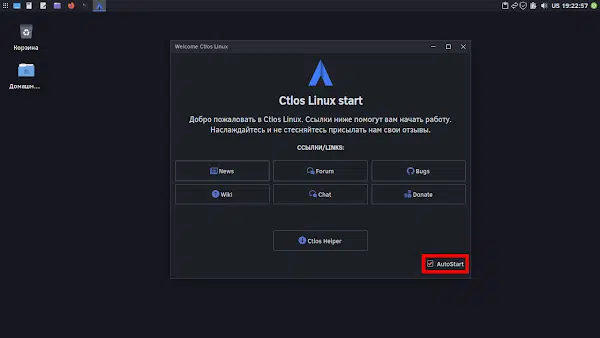 US 19:22:57
Корзина
Домашн...
Welcome Ctlos Linux
Ctlos Linux start
Добро пожаловать в Ctlos Linux. Ссылки ниже помогут вам начать работу.
Наслаждайтесь и не стесняйтесь присылать нам свои отзывы.
ССЫЛКИ/LINKS:
News Forum Bugs
Wiki Chat Donate
Ctlos Helper
AutoStart